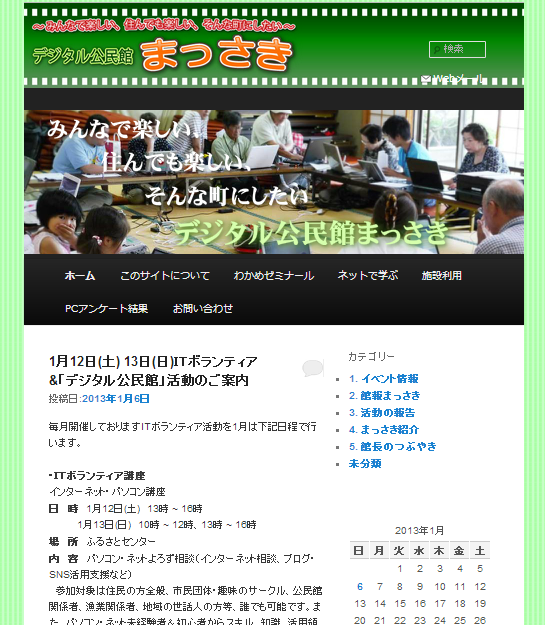 ～みんなで楽しい、住んでも楽しい、そんな町にしたい～
デジタル公民館 まっさき
検索
Webメール
みんなで楽しい、
住んでも楽しい、
そんな町にしたい
デジタル公民館まっさき
ホーム このサイトについて わかめゼミナール ネットで学ぶ 施設利用
PCアンケート結果 お問い合わせ
1月12日(土) 13日(日)ITボランティア
&「デジタル公民館」活動のご案内
投稿日:2013年1月6日
毎月開催しておりますITボランティア活動を1月は下記日程で行
います。
・ITボランティア講座
インターネット・パソコン講座
日 時 1月12日(土) 13時 ~ 16時
1月13日(日) 10時 ~ 12時、13時 ~ 16時
場 所 ふるさとセンター
内 容 パソコン・ネットよろず相談(インターネット相談、ブログ・
SNS活用支援など)
参加対象は住民の方全般、市民団体・趣味のサークル、公民館
関係者、漁業関係者、地域の世話人の方等、誰でも可能です。ま
た、パソコン・ネット未経験者＆初心者からスキル、知識、活用領
カテゴリー
1. イベント情報
2. 館報まっさき
3. 活動の報告
4. まっさき紹介
5. 館長のつぶやき
未分類
2013年1月
日 月 火 水 木 金 土
1 2 3 4 5
6 7 8 9 10 11 12
13 14 15 16 17 18 19
20 21 22 23 24 25 26